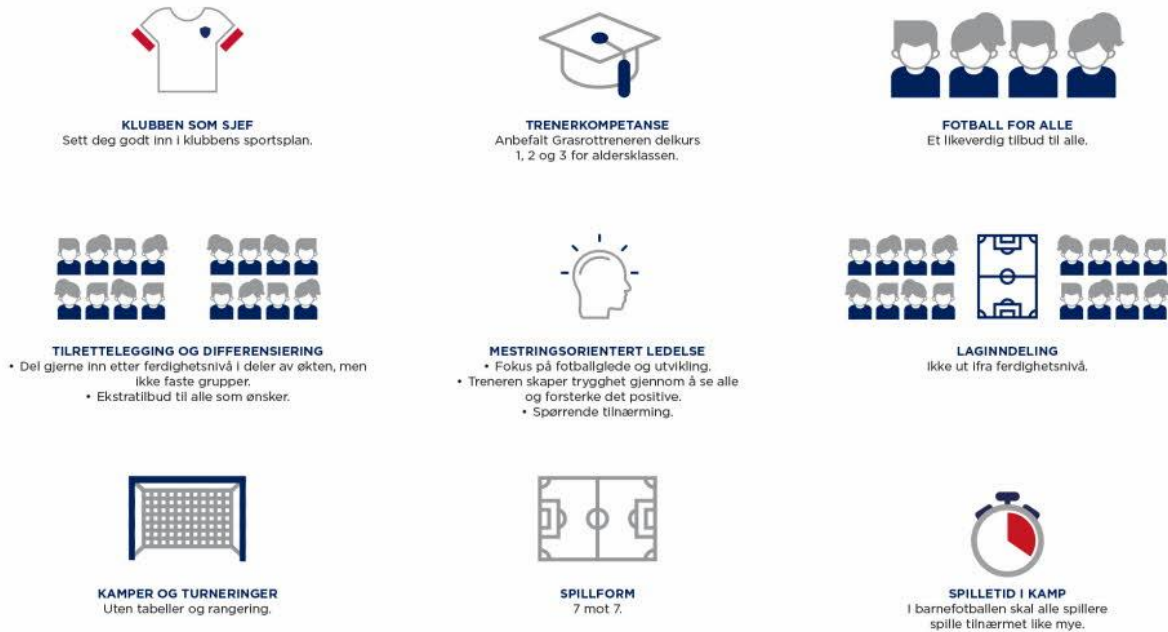 KLUBBEN SOM SJEF
Sett deg godt inn i klubbens sportsplan.
TRENERKOMPETANSE
Anbefalt Grasrottreneren delkurs
1, 2 og 3 for aldersklassen.
FOTBALL FOR ALLE
Et likeverdig tilbud til alle.
TILRETTELEGGING OG DIFFERENSIERING
• Del gjerne inn etter ferdighetsnivå i deler av økten, men
ikke faste grupper.
• Ekstratilbud til alle som ønsker.
MESTRINGSORIENTERT LEDELSE
• Fokus på fotballglede og utvikling.
• Treneren skaper trygghet gjennom å se alle
og forsterke det positive.
• Spørrende tilnærming.
LAGINNDELING
Ikke ut ifra ferdighetsnivå.
KAMPER OG TURNERINGER
Uten tabeller og rangering.
SPILLFORM
7 mot 7.
SPILLETID I KAMP
I barnefotballen skal alle spillere
spille tilnærmet like mye.